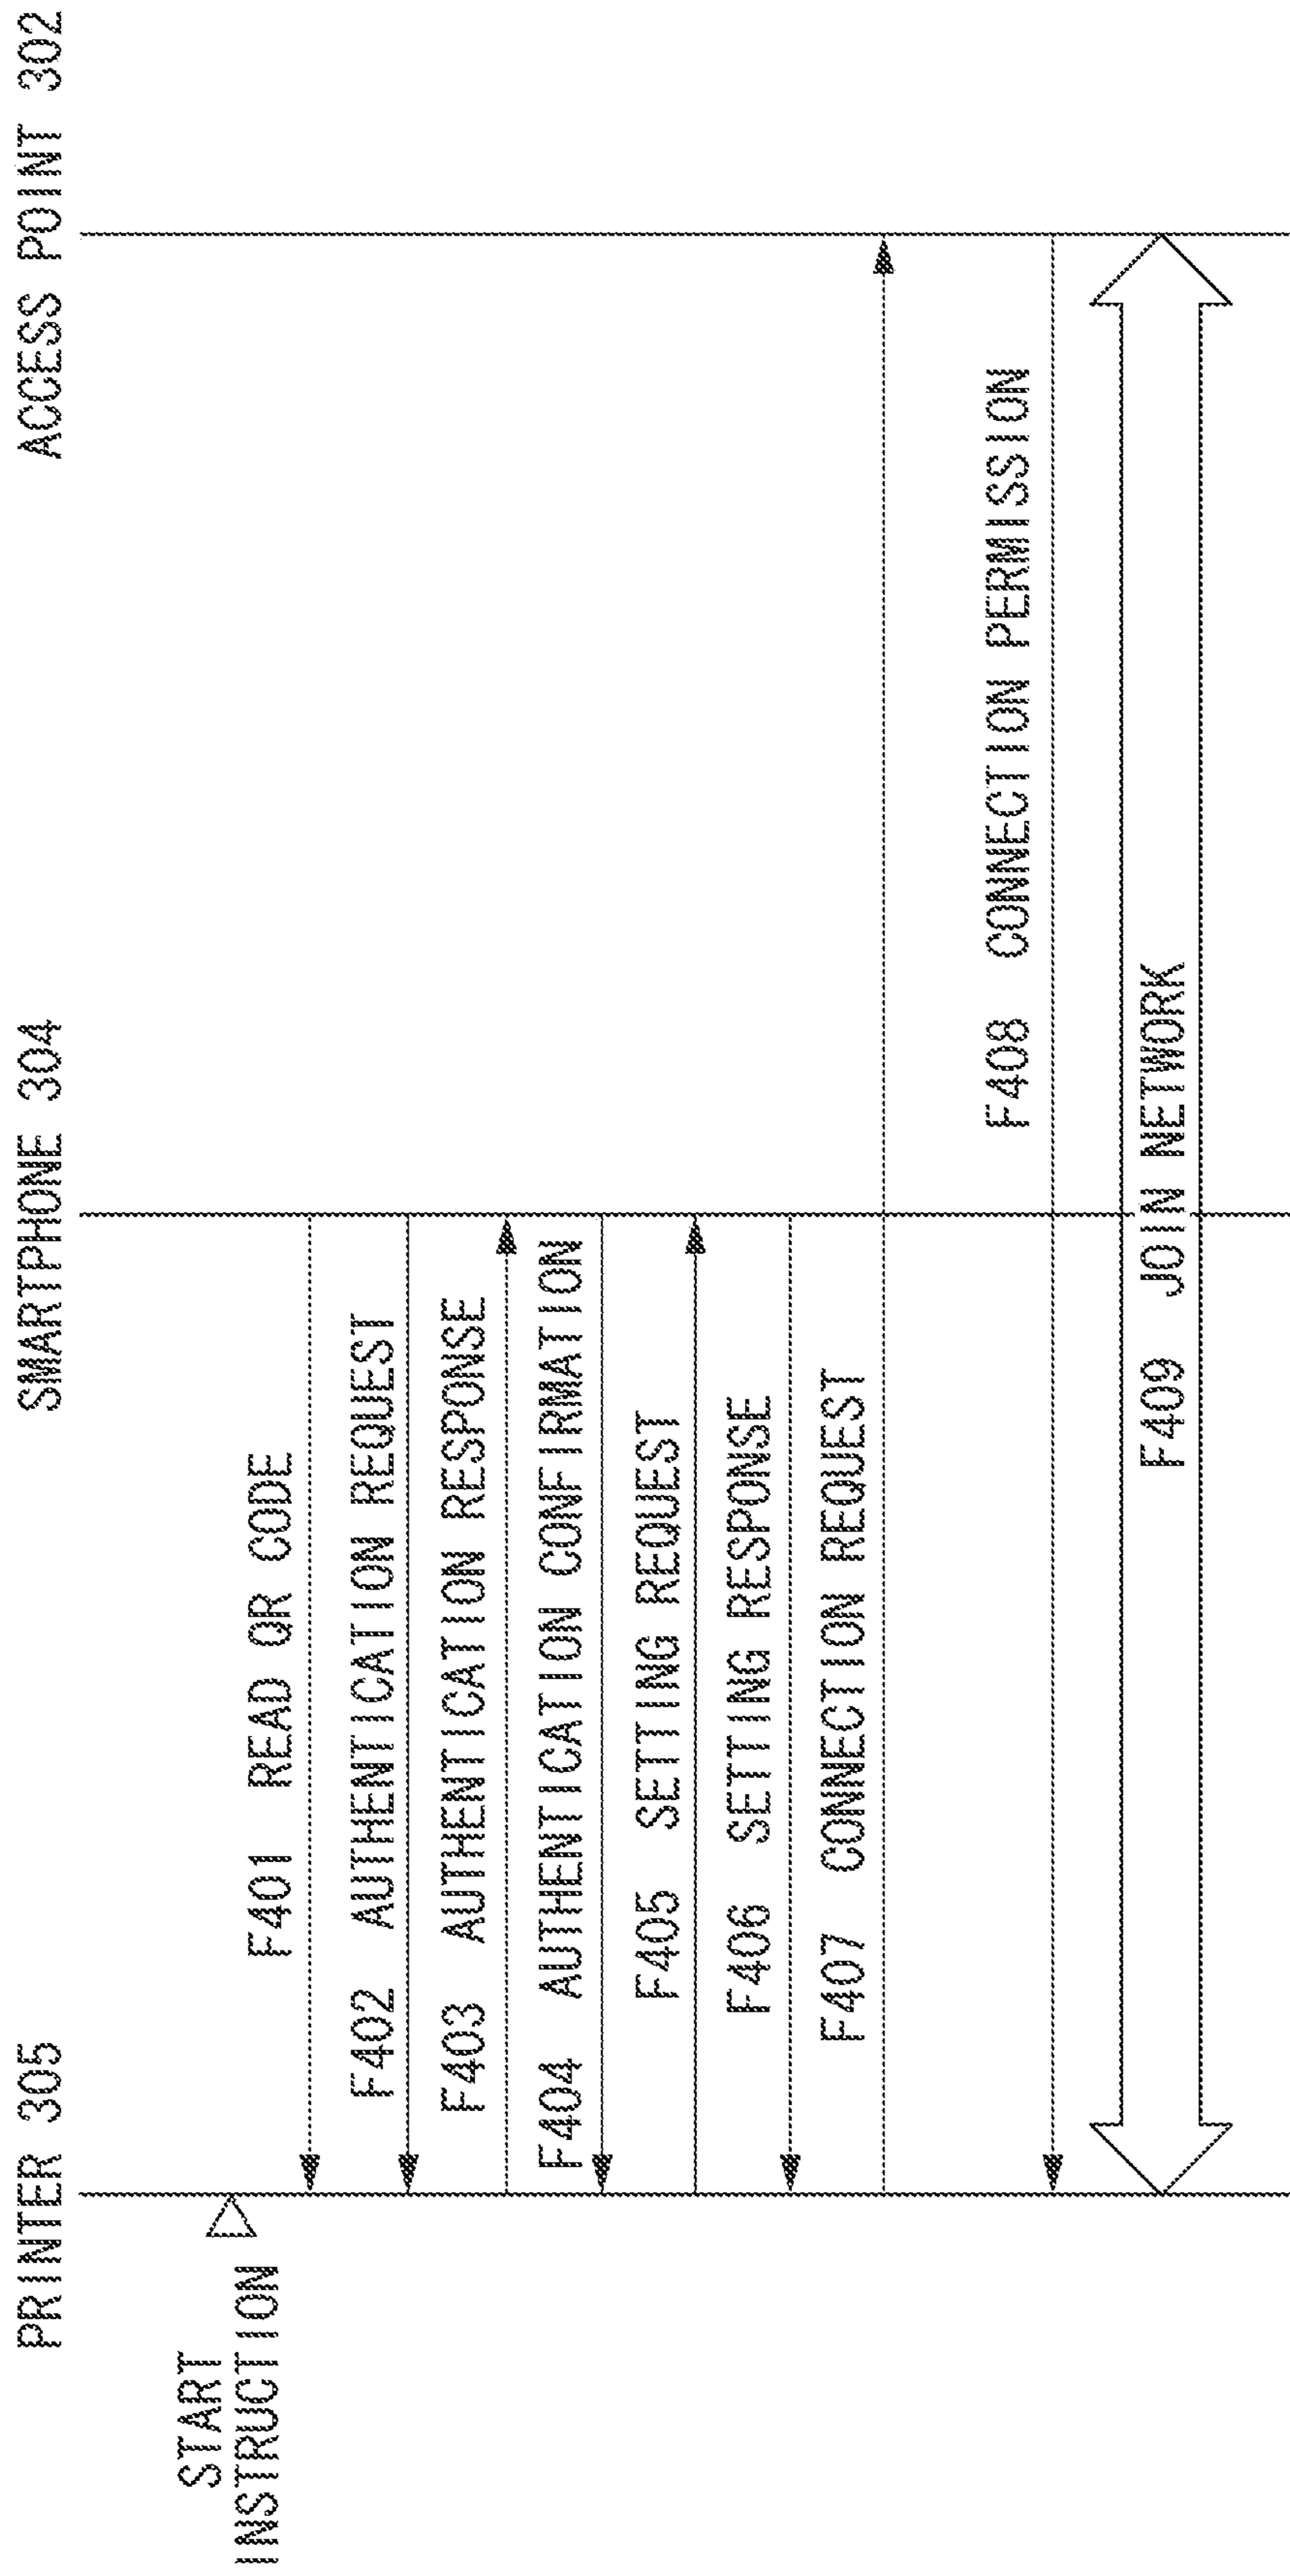 PRINTER 305
SMARTPHONE 304
ACCESS POINT 302
START
INSTRUCTION
F401 READ QR CODE
F402 AUTHENTICATION REQUEST
F403 AUTHENTICATION RESPONSE
F404 AUTHENTICATION CONFIRMATION
F405 SETTING REQUEST
F406 SETTING RESPONSE
F407 CONNECTION REQUEST
F408 CONNECTION PERMISSION
F409 JOIN NETWORK